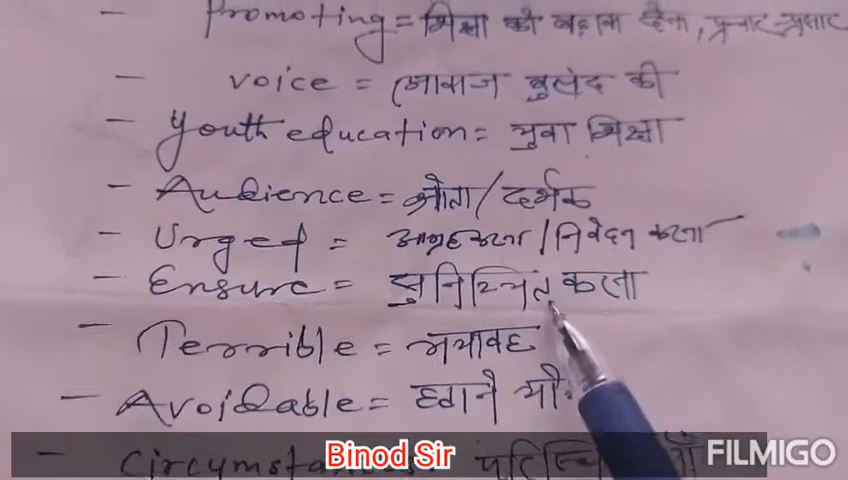 - Promoting = शिक्षा को बढ़ावा देना, प्रचार-प्रसार
- voice = आवाज बुलंद की
- Youth education = युवा शिक्षा
- Audience = श्रोता/दर्शक
- Urged = आग्रह करना/निवेदन करना
- Ensure = सुनिश्चित करना
- Terrible = भयावह
- Avoidable = हटाने
Binod Sir
FILMIGO